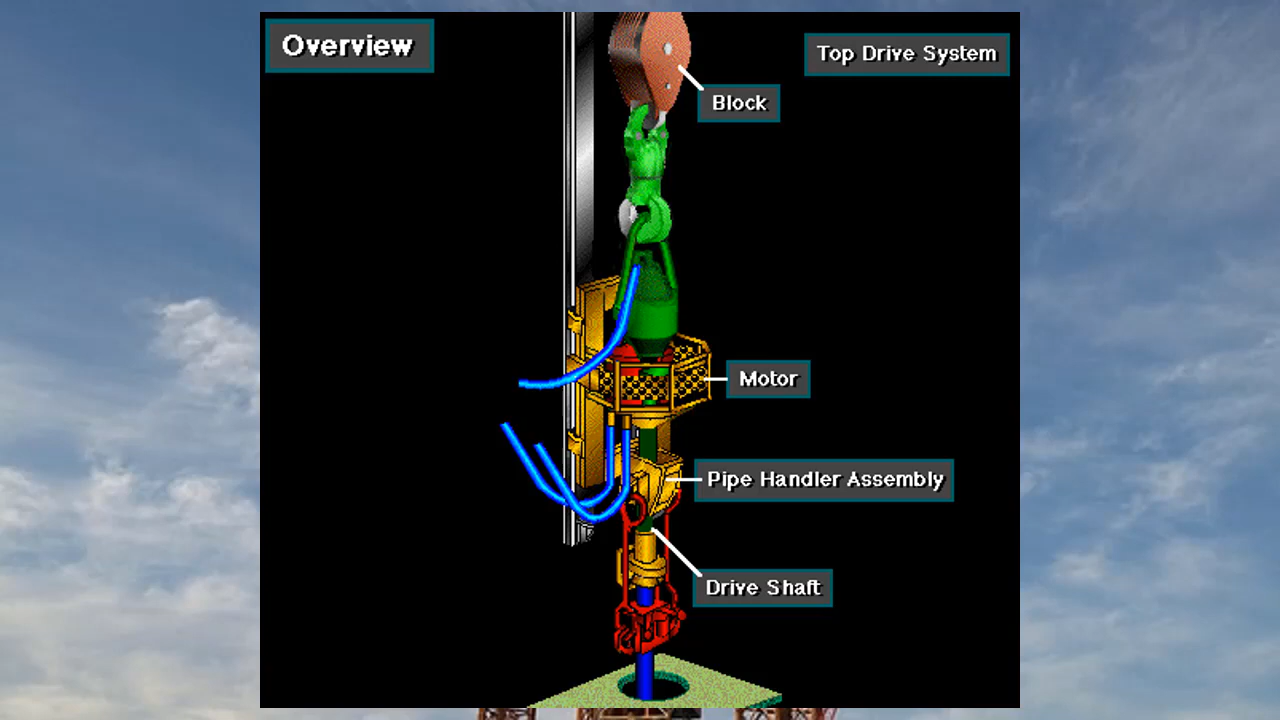 Overview
Top Drive System
Block
Motor
Pipe Handler Assembly
Drive Shaft